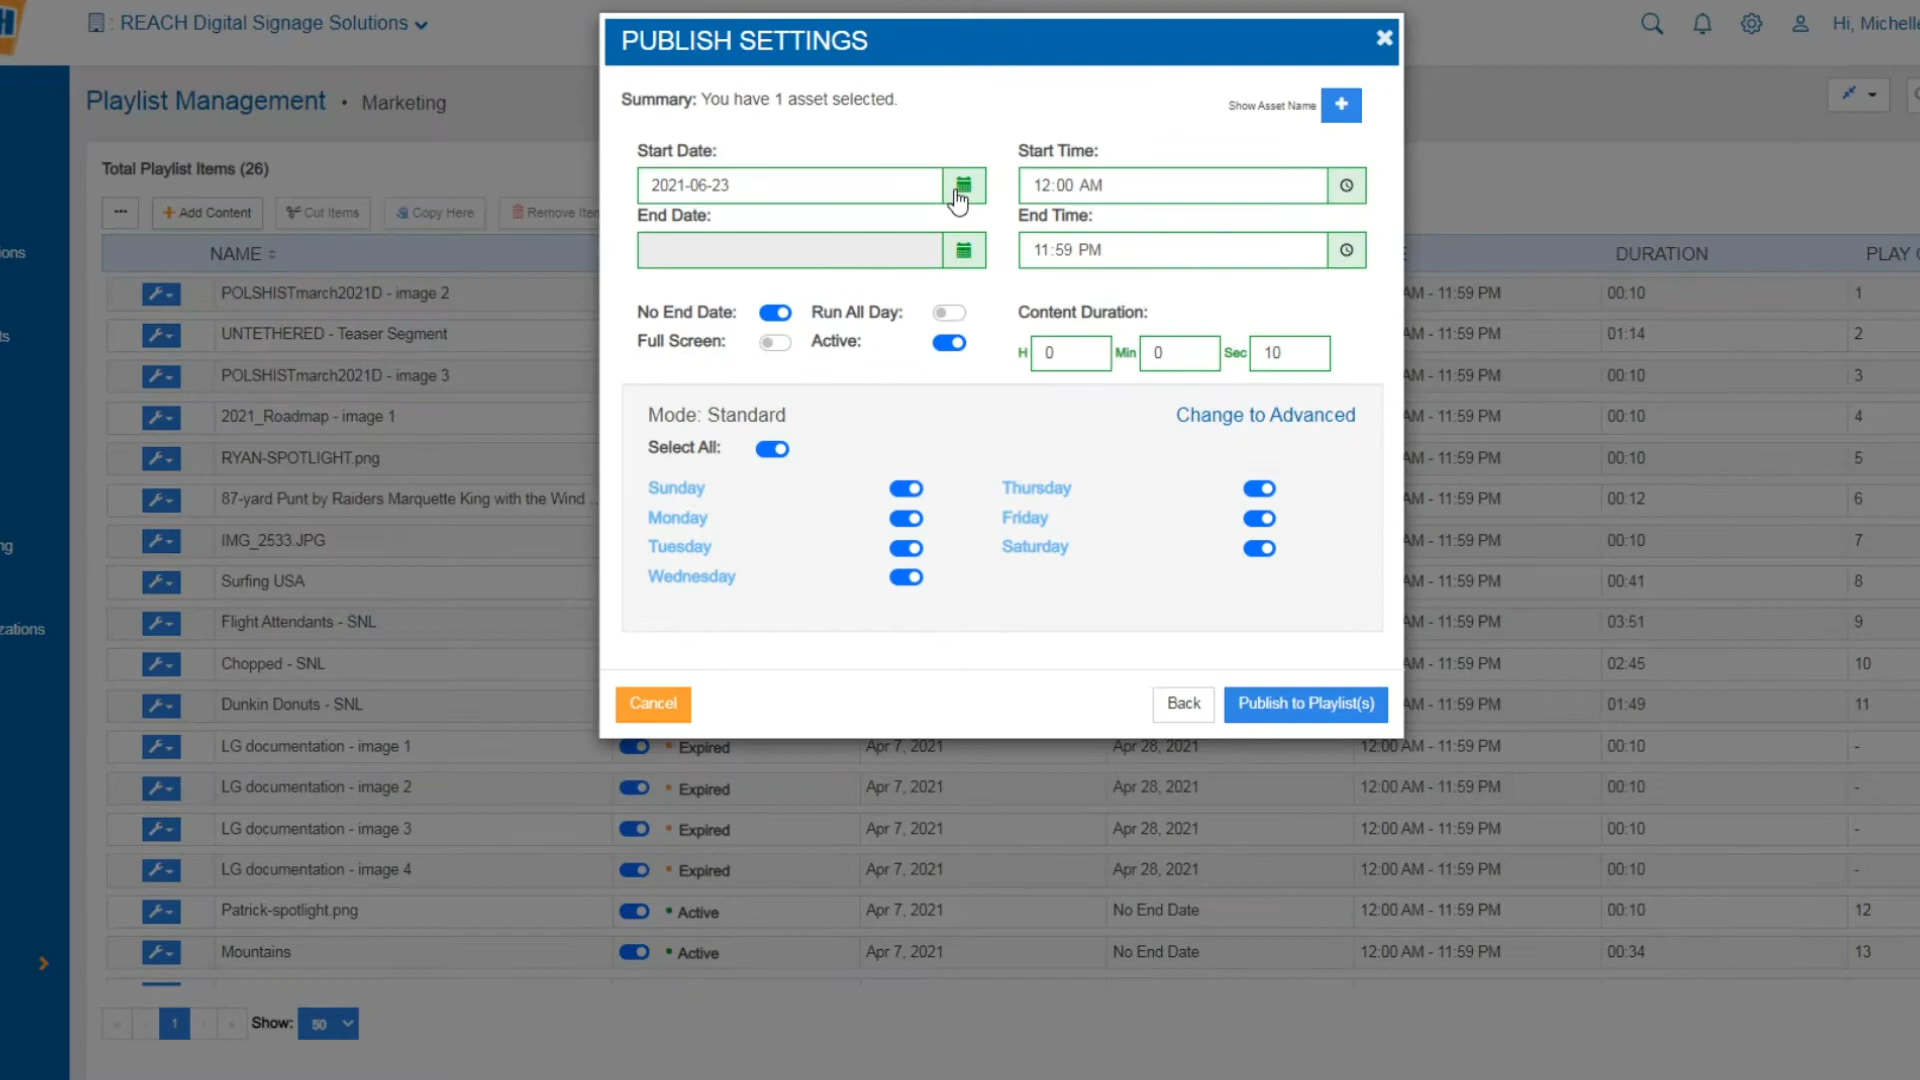 H
REACH Digital Signage Solutions
Hi, Michelle
PUBLISH SETTINGS
Playlist Management • Marketing
Summary: You have 1 asset selected.
Show Asset Name
Total Playlist Items (26)
Start Date:
Start Time:
2021-06-23
12:00 AM
End Date:
End Time:
11:59 PM
Add Content
Cut Items
Copy Here
Remove Iten
NAME
DURATION
PLAY
ions
ts
ng
zations
No End Date:
Run All Day:
Content Duration:
Full Screen:
Active:
H 0 Min 0 Sec 10
Mode: Standard
Change to Advanced
Select All:
Sunday
Thursday
Monday
Friday
Tuesday
Saturday
Wednesday
Cancel
Back
Publish to Playlist(s)
POLSHISTmarch2021D - image 2 AM - 11:59 PM 00:10 1
UNTETHERED - Teaser Segment AM - 11:59 PM 01:14 2
POLSHISTmarch2021D - image 3 AM - 11:59 PM 00:10 3
2021_Roadmap - image 1 AM - 11:59 PM 00:10 4
RYAN-SPOTLIGHT.png AM - 11:59 PM 00:10 5
87-yard Punt by Raiders Marquette King with the Wind ... AM - 11:59 PM 00:12 6
IMG_2533.JPG AM - 11:59 PM 00:10 7
Surfing USA AM - 11:59 PM 00:41 8
Flight Attendants - SNL AM - 11:59 PM 03:51 9
Chopped - SNL AM - 11:59 PM 02:45 10
Dunkin Donuts - SNL AM - 11:59 PM 01:49 11
LG documentation - image 1 Expired Apr 7, 2021 Apr 28, 2021 12:00 AM - 11:59 PM 00:10 -
LG documentation - image 2 Expired Apr 7, 2021 Apr 28, 2021 12:00 AM - 11:59 PM 00:10 -
LG documentation - image 3 Expired Apr 7, 2021 Apr 28, 2021 12:00 AM - 11:59 PM 00:10 -
LG documentation - image 4 Expired Apr 7, 2021 Apr 28, 2021 12:00 AM - 11:59 PM 00:10 -
Patrick-spotlight.png Active Apr 7, 2021 No End Date 12:00 AM - 11:59 PM 00:10 12
Mountains Active Apr 7, 2021 No End Date 12:00 AM - 11:59 PM 00:34 13
1 Show: 50